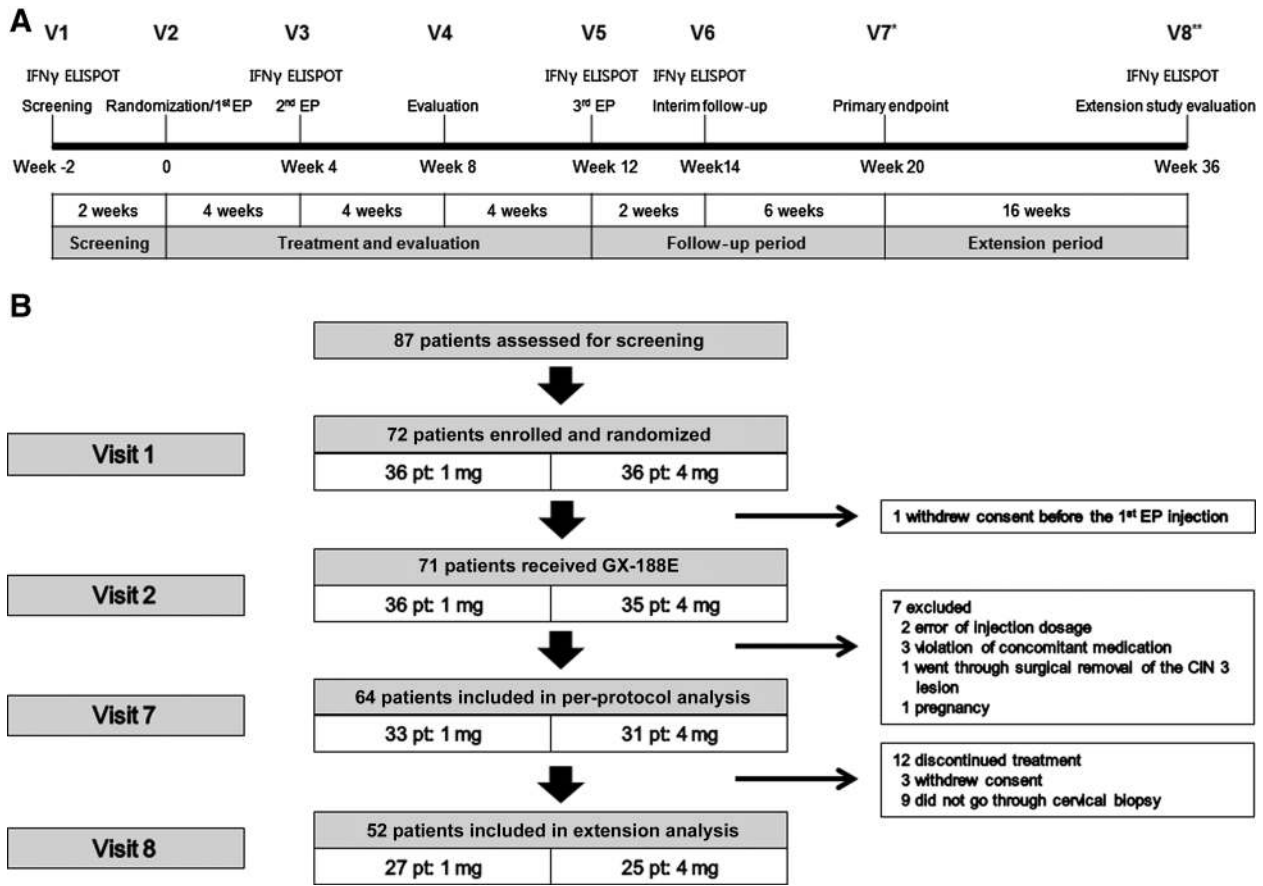 A
V1 V2 V3 V4 V5 V6 V7* V8**
IFNγ ELISPOT IFNγ ELISPOT IFNγ ELISPOT IFNγ ELISPOT IFNγ ELISPOT
Screening Randomization/1st EP 2nd EP Evaluation 3rd EP Interim follow-up Primary endpoint Extension study evaluation
Week -2 0 Week 4 Week 8 Week 12 Week14 Week 20 Week 36
2 weeks 4 weeks 4 weeks 4 weeks 2 weeks 6 weeks 16 weeks
Screening Treatment and evaluation Follow-up period Extension period
B
87 patients assessed for screening
Visit 1
72 patients enrolled and randomized
36 pt: 1 mg 36 pt: 4 mg
1 withdrew consent before the 1st EP injection
Visit 2
71 patients received GX-188E
36 pt: 1 mg 35 pt: 4 mg
7 excluded
2 error of injection dosage
3 violation of concomitant medication
1 went through surgical removal of the CIN 3
lesion
1 pregnancy
Visit 7
64 patients included in per-protocol analysis
33 pt: 1 mg 31 pt: 4 mg
12 discontinued treatment
3 withdrew consent
9 did not go through cervical biopsy
Visit 8
52 patients included in extension analysis
27 pt: 1 mg 25 pt: 4 mg